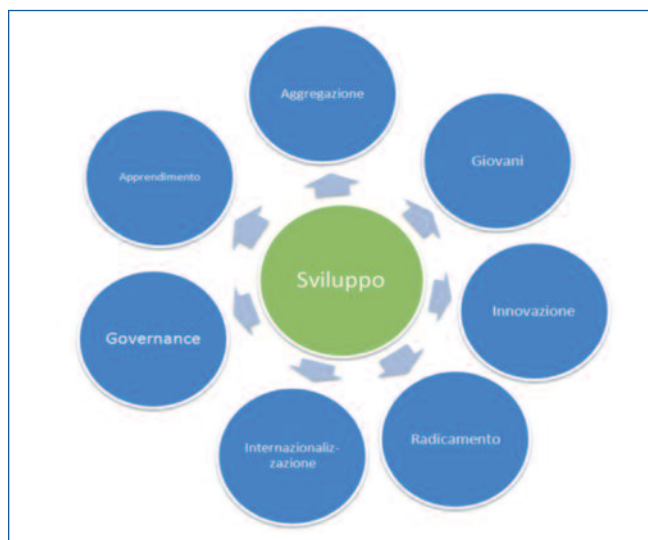 Aggregazione
Giovani
Apprendimento
Sviluppo
Innovazione
Governance
Radicamento
Internazionaliz-
zazione